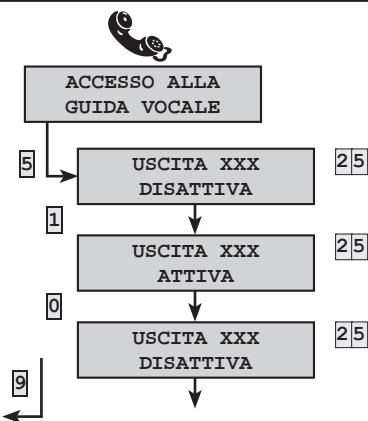 ACCESSO ALLA
GUIDA VOCALE
5
USCITA XXX
DISATTIVA
25
1
USCITA XXX
ATTIVA
25
0
USCITA XXX
DISATTIVA
25
9